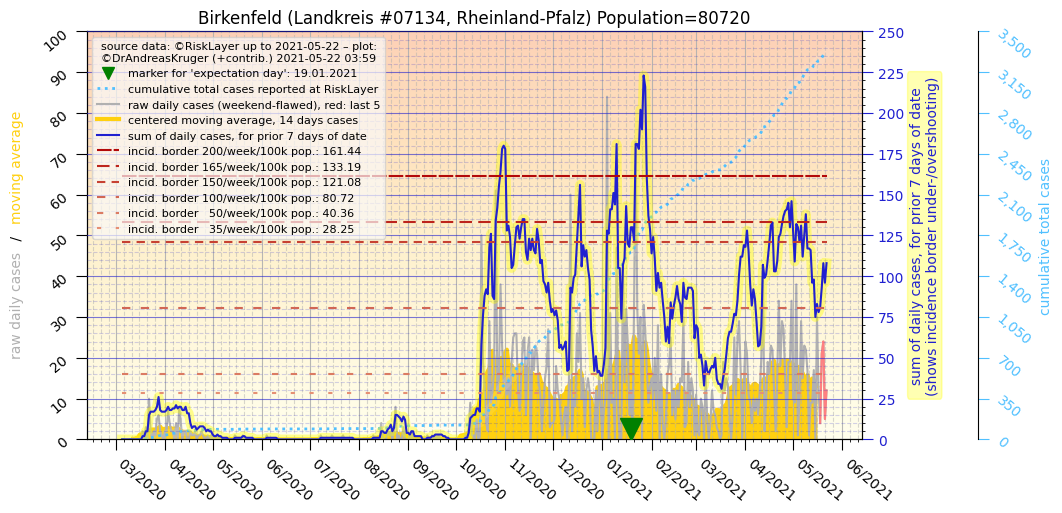 Birkenfeld (Landkreis #07134, Rheinland-Pfalz) Population=80720
source data: ©RiskLayer up to 2021-05-22 – plot:
©DrAndreasKruger (+contrib.) 2021-05-22 03:59
marker for 'expectation day': 19.01.2021
cumulative total cases reported at RiskLayer
raw daily cases (weekend-flawed), red: last 5
centered moving average, 14 days cases
sum of daily cases, for prior 7 days of date
incid. border 200/week/100k pop.: 161.44
incid. border 165/week/100k pop.: 133.19
incid. border 150/week/100k pop.: 121.08
incid. border 100/week/100k pop.: 80.72
incid. border   50/week/100k pop.: 40.36
incid. border   35/week/100k pop.: 28.25
raw daily cases   /   moving average
100
90
80
70
60
50
40
30
20
10
0
250
225
200
175
150
125
100
75
50
25
0
sum of daily cases, for prior 7 days of date
(shows incidence border under-/overshooting)
3,500
3,150
2,800
2,450
2,100
1,750
1,400
1,050
700
350
0
cumulative total cases
03/2020
04/2020
05/2020
06/2020
07/2020
08/2020
09/2020
10/2020
11/2020
12/2020
01/2021
02/2021
03/2021
04/2021
05/2021
06/2021